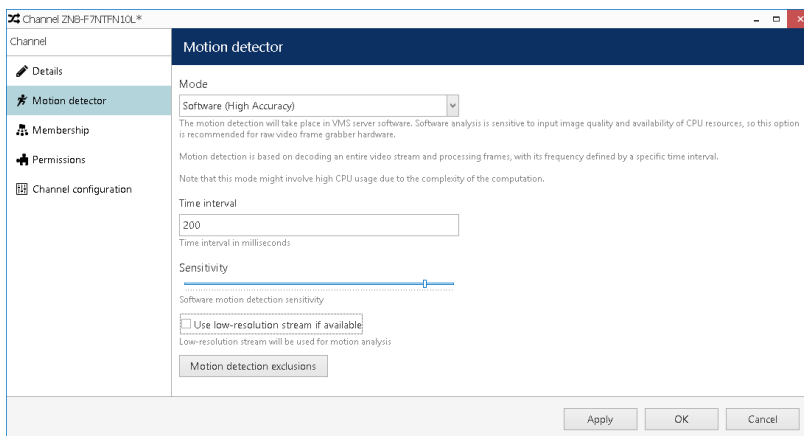 Channel ZN8-F7NTFN10L*
Channel
Details
Motion detector
Membership
Permissions
Channel configuration
Motion detector
Mode
Software (High Accuracy)
The motion detection will take place in VMS server software. Software analysis is sensitive to input image quality and availability of CPU resources, so this option
is recommended for raw video frame grabber hardware.
Motion detection is based on decoding an entire video stream and processing frames, with its frequency defined by a specific time interval.
Note that this mode might involve high CPU usage due to the complexity of the computation.
Time interval
200
Time interval in milliseconds
Sensitivity
Software motion detection sensitivity
Use low-resolution stream if available
Low-resolution stream will be used for motion analysis
Motion detection exclusions
Apply
OK
Cancel